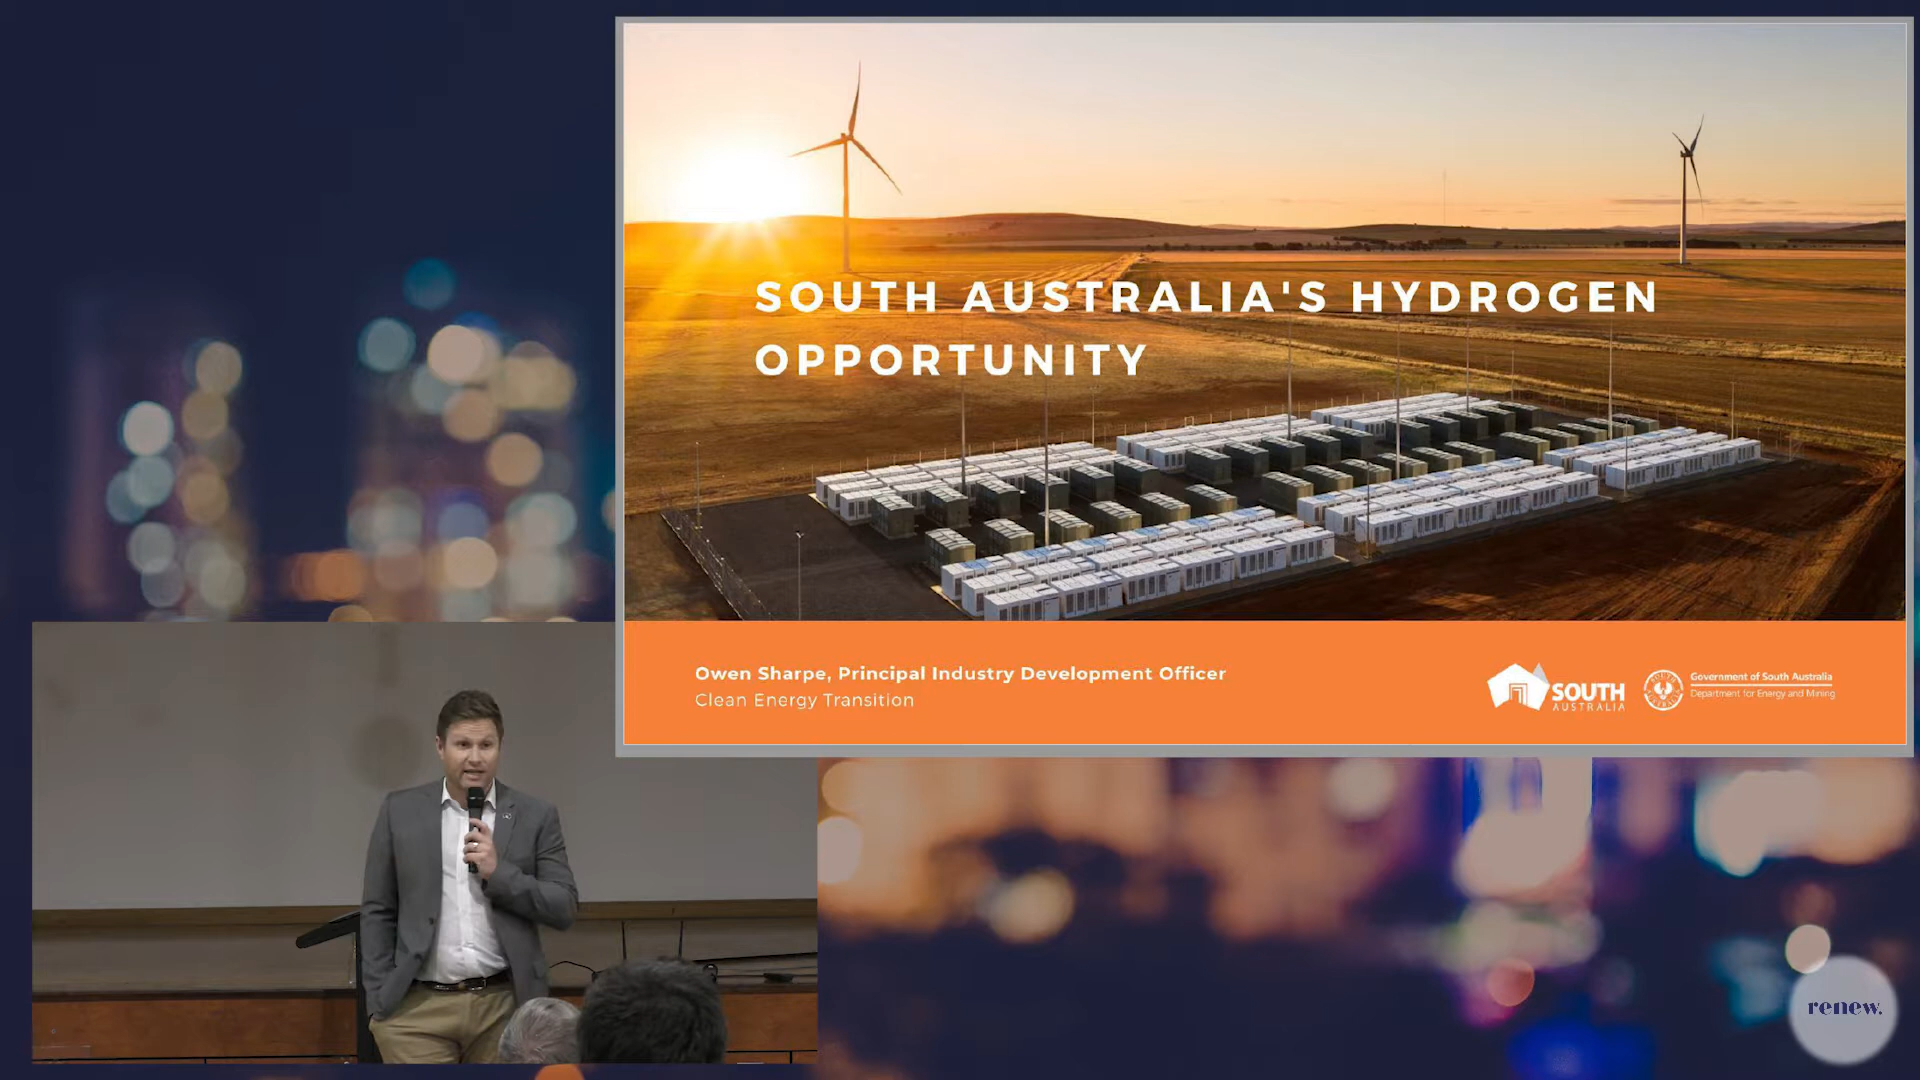 SOUTH AUSTRALIA'S HYDROGEN
OPPORTUNITY
Owen Sharpe, Principal Industry Development Officer
Clean Energy Transition
SOUTH
AUSTRALIA
Government of South Australia
Department for Energy and Mining
renew.